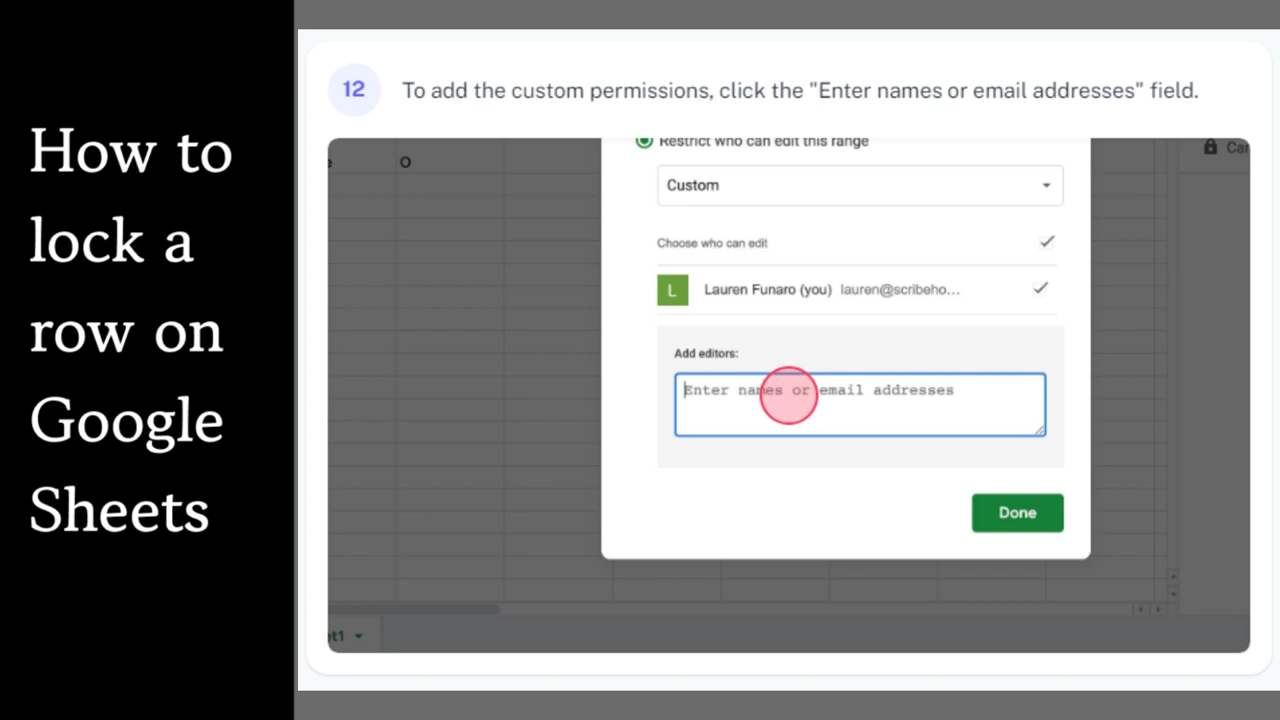 How to
lock a
row on
Google
Sheets
12
To add the custom permissions, click the "Enter names or email addresses" field.
O
Restrict who can edit this range
Custom
Choose who can edit
L
Lauren Funaro (you) lauren@scribeho...
Add editors:
Enter names or email addresses
Done